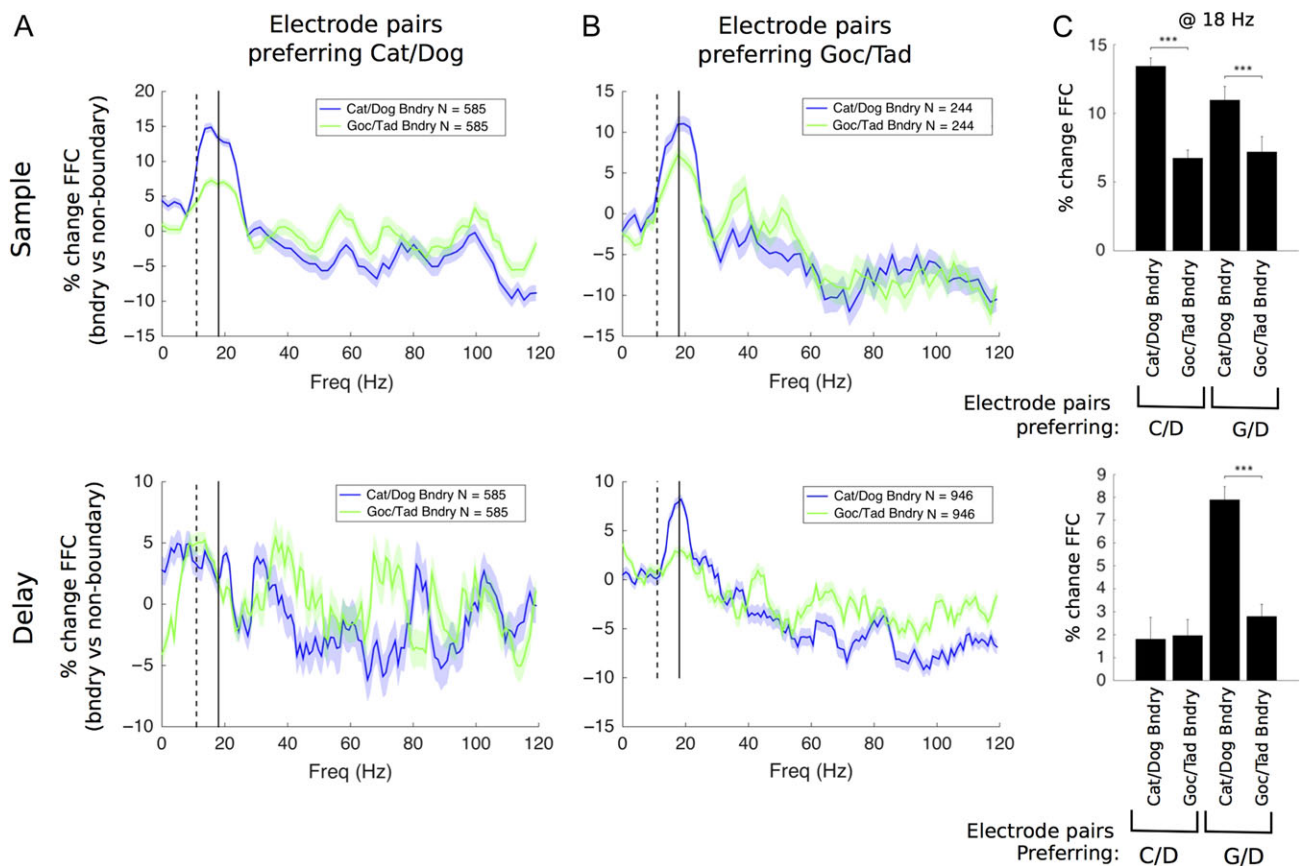 A
Electrode pairs
preferring Cat/Dog
B
Electrode pairs
preferring Goc/Tad
C
@ 18 Hz
Sample
% change FFC
(bndry vs non-boundary)
20
15
10
5
0
−5
−10
−15
Cat/Dog Bndry N = 585
Goc/Tad Bndry N = 585
0 20 40 60 80 100 120
Freq (Hz)
15
10
5
0
−5
−10
−15
Cat/Dog Bndry N = 244
Goc/Tad Bndry N = 244
0 20 40 60 80 100 120
Freq (Hz)
% change FFC
15
10
5
0
***
***
Cat/Dog Bndry
Goc/Tad Bndry
Cat/Dog Bndry
Goc/Tad Bndry
Electrode pairs
preferring:
C/D
G/D
Delay
% change FFC
(bndry vs non-boundary)
10
5
0
−5
−10
Cat/Dog Bndry N = 585
Goc/Tad Bndry N = 585
0 20 40 60 80 100 120
Freq (Hz)
10
5
0
−5
−10
−15
Cat/Dog Bndry N = 946
Goc/Tad Bndry N = 946
0 20 40 60 80 100 120
Freq (Hz)
% chanae FFC
9
8
7
6
5
4
3
2
1
0
***
Cat/Dog Bndry
Goc/Tad Bndry
Cat/Dog Bndry
Goc/Tad Bndry
Electrode pairs
Preferring:
C/D
G/D